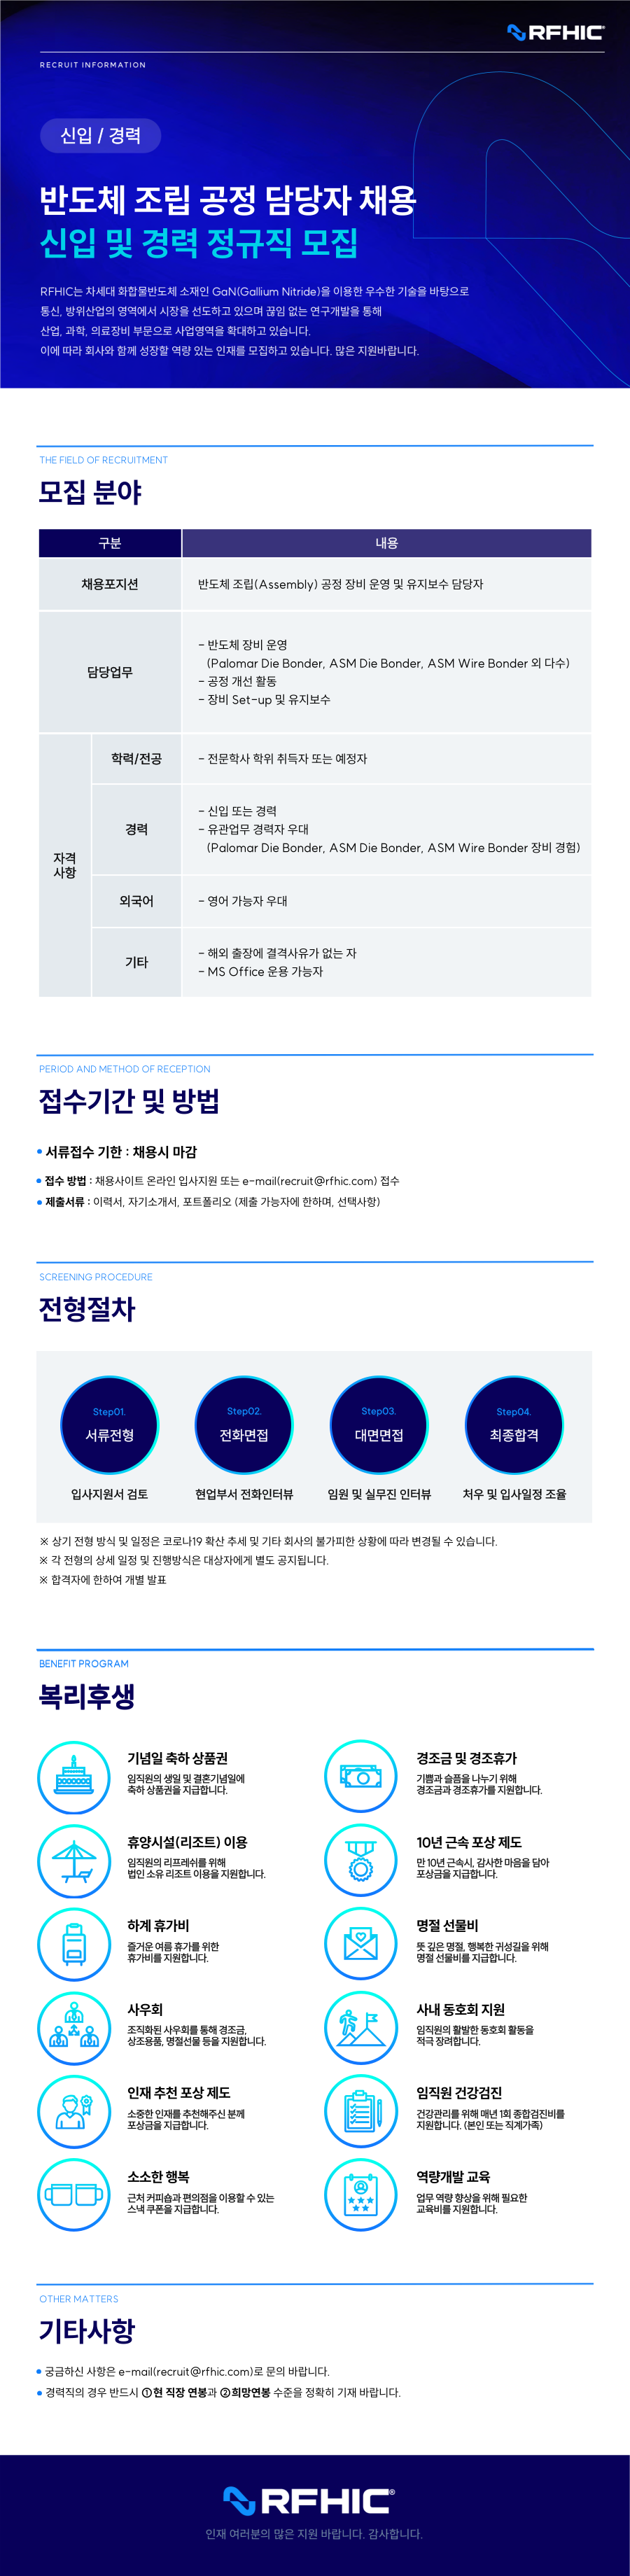 RFHIC®
RECRUIT INFORMATION
신입 / 경력
반도체 조립 공정 담당자 채용
신입 및 경력 정규직 모집
RFHIC는 차세대 화합물반도체 소재인 GaN(Gallium Nitride)을 이용한 우수한 기술을 바탕으로
통신, 방위산업의 영역에서 시장을 선도하고 있으며 끊임 없는 연구개발을 통해
산업, 과학, 의료장비 부문으로 사업영역을 확대하고 있습니다.
이에 따라 회사와 함께 성장할 역량 있는 인재를 모집하고 있습니다. 많은 지원바랍니다.
THE FIELD OF RECRUITMENT
모집 분야
구분
내용
채용포지션
반도체 조립(Assembly) 공정 장비 운영 및 유지보수 담당자
담당업무
- 반도체 장비 운영
(Palomar Die Bonder, ASM Die Bonder, ASM Wire Bonder 외 다수)
- 공정 개선 활동
- 장비 Set-up 및 유지보수
자격
사항
학력/전공
- 전문학사 학위 취득자 또는 예정자
경력
- 신입 또는 경력
- 유관업무 경력자 우대
(Palomar Die Bonder, ASM Die Bonder, ASM Wire Bonder 장비 경험)
외국어
- 영어 가능자 우대
기타
- 해외 출장에 결격사유가 없는 자
- MS Office 운용 가능자
PERIOD AND METHOD OF RECEPTION
접수기간 및 방법
• 서류접수 기한 : 채용시 마감
• 접수 방법 : 채용사이트 온라인 입사지원 또는 e-mail(recruit@rfhic.com) 접수
• 제출서류 : 이력서, 자기소개서, 포트폴리오 (제출 가능자에 한하며, 선택사항)
SCREENING PROCEDURE
전형절차
Step01.
서류전형
입사지원서 검토
Step02.
전화면접
현업부서 전화인터뷰
Step03.
대면면접
임원 및 실무진 인터뷰
Step04.
최종합격
처우 및 입사일정 조율
※ 상기 전형 방식 및 일정은 코로나19 확산 추세 및 기타 회사의 불가피한 상황에 따라 변경될 수 있습니다.
※ 각 전형의 상세 일정 및 진행방식은 대상자에게 별도 공지됩니다.
※ 합격자에 한하여 개별 발표
BENEFIT PROGRAM
복리후생
기념일 축하 상품권
임직원의 생일 및 결혼기념일에
축하 상품권을 지급합니다.
경조금 및 경조휴가
기쁨과 슬픔을 나누기 위해
경조금과 경조휴가를 지원합니다.
휴양시설(리조트) 이용
임직원의 리프레쉬를 위해
법인 소유 리조트 이용을 지원합니다.
10년 근속 포상 제도
만 10년 근속시, 감사한 마음을 담아
포상금을 지급합니다.
하계 휴가비
즐거운 여름 휴가를 위한
휴가비를 지원합니다.
명절 선물비
뜻 깊은 명절, 행복한 귀성길을 위해
명절 선물비를 지급합니다.
사우회
조직화된 사우회를 통해 경조금,
상조용품, 명절선물 등을 지원합니다.
사내 동호회 지원
임직원의 활발한 동호회 활동을
적극 장려합니다.
인재 추천 포상 제도
소중한 인재를 추천해주신 분께
포상금을 지급합니다.
임직원 건강검진
건강관리를 위해 매년 1회 종합검진비를
지원합니다. (본인 또는 직계가족)
소소한 행복
근처 커피숍과 편의점을 이용할 수 있는
스낵 쿠폰을 지급합니다.
역량개발 교육
업무 역량 향상을 위해 필요한
교육비를 지원합니다.
OTHER MATTERS
기타사항
• 궁금하신 사항은 e-mail(recruit@rfhic.com)로 문의 바랍니다.
• 경력직의 경우 반드시 ①현 직장 연봉과 ②희망연봉 수준을 정확히 기재 바랍니다.
RFHIC®
인재 여러분의 많은 지원 바랍니다. 감사합니다.